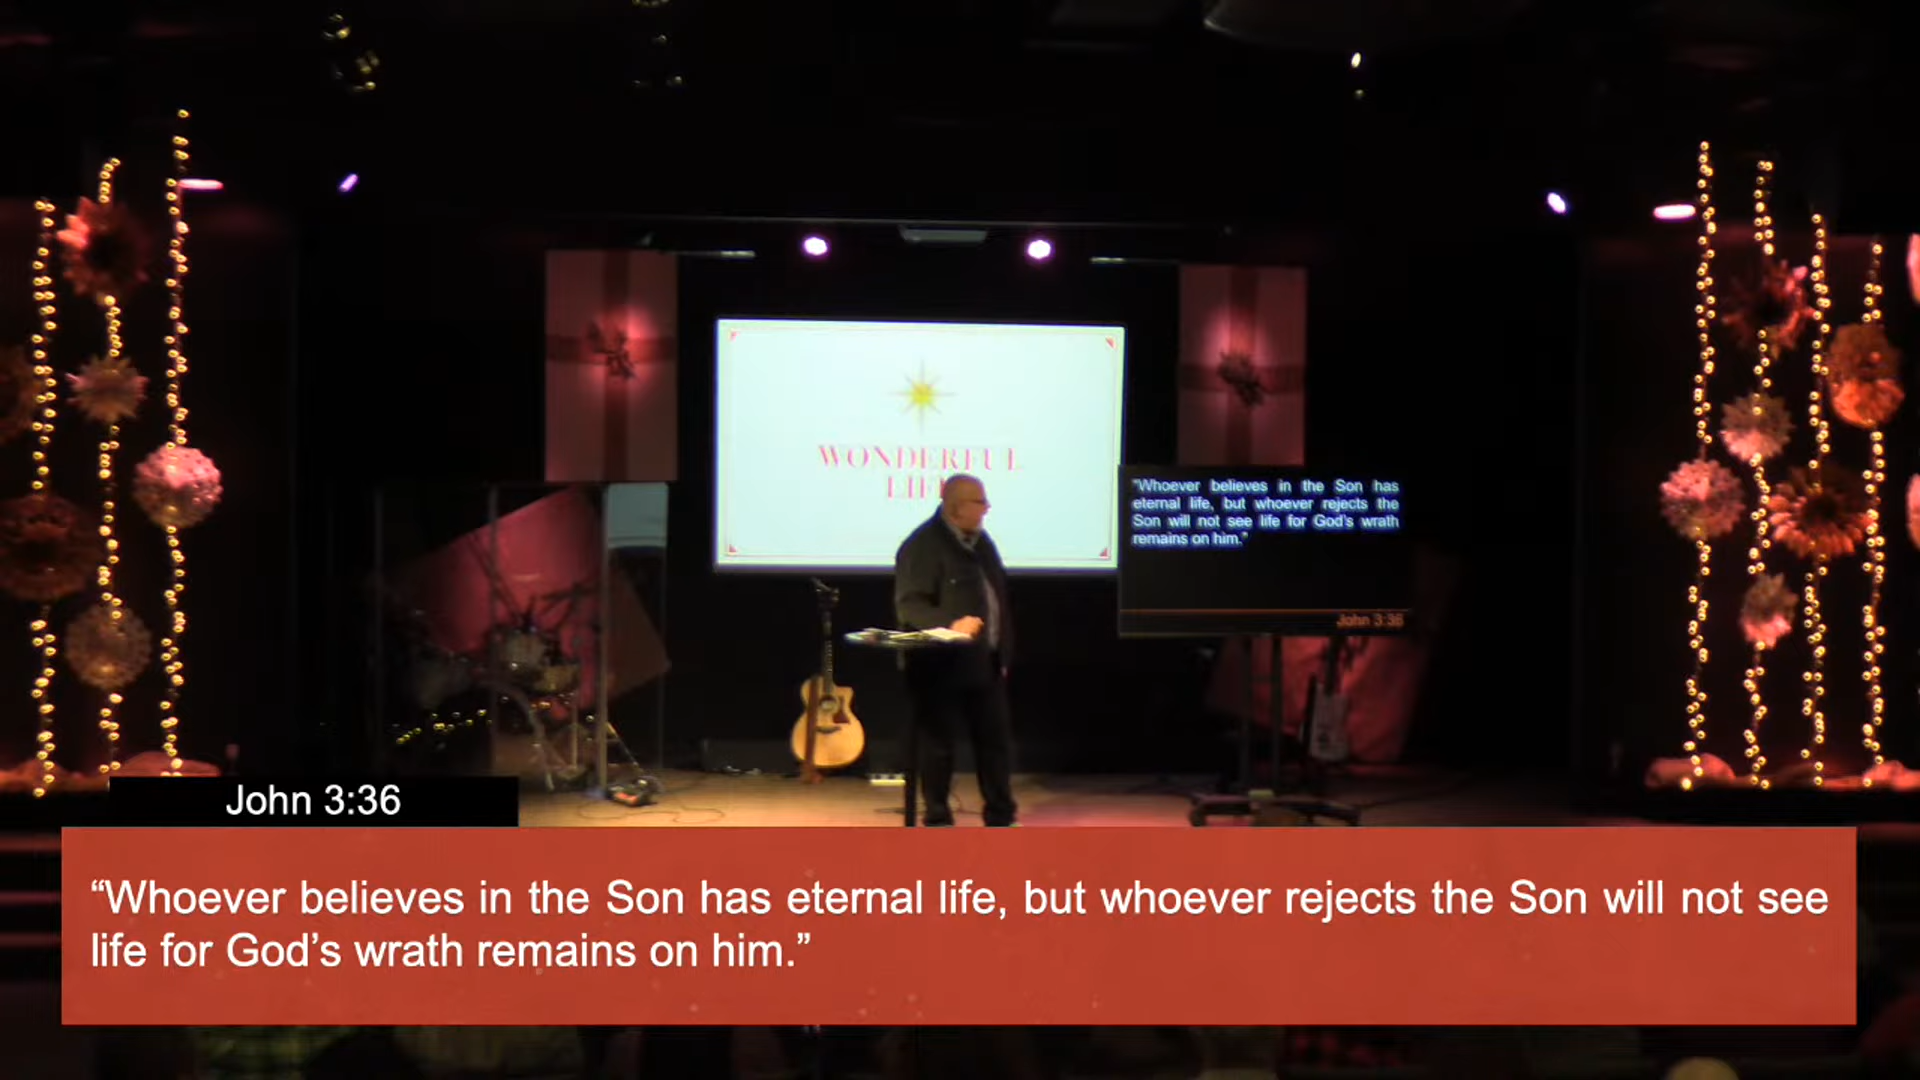 WONDERFUL
LIFE
"Whoever believes in the Son has
eternal life, but whoever rejects the
Son will not see life for God's wrath
remains on him."
John 3:36
John 3:36
“Whoever believes in the Son has eternal life, but whoever rejects the Son will not see
life for God’s wrath remains on him.”